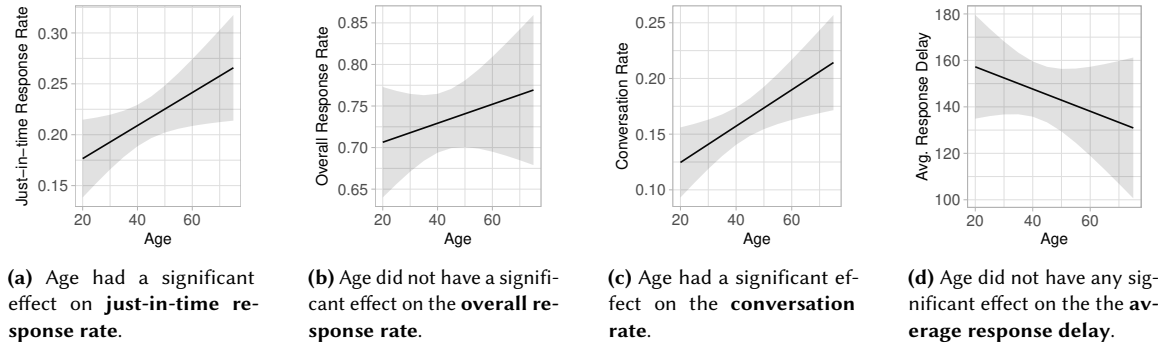 Just−in−time Response Rate
0.30
0.25
0.20
0.15
20 40 60
Age
Overall Response Rate
0.85
0.80
0.75
0.70
0.65
20 40 60
Age
Conversation Rate
0.25
0.20
0.15
0.10
20 40 60
Age
Avg. Response Delay
180
160
140
120
100
20 40 60
Age
(a) Age had a significant
effect on just-in-time re-
sponse rate.
(b) Age did not have a signifi-
cant effect on the overall re-
sponse rate.
(c) Age had a significant ef-
fect on the conversation
rate.
(d) Age did not have any sig-
nificant effect on the the av-
erage response delay.